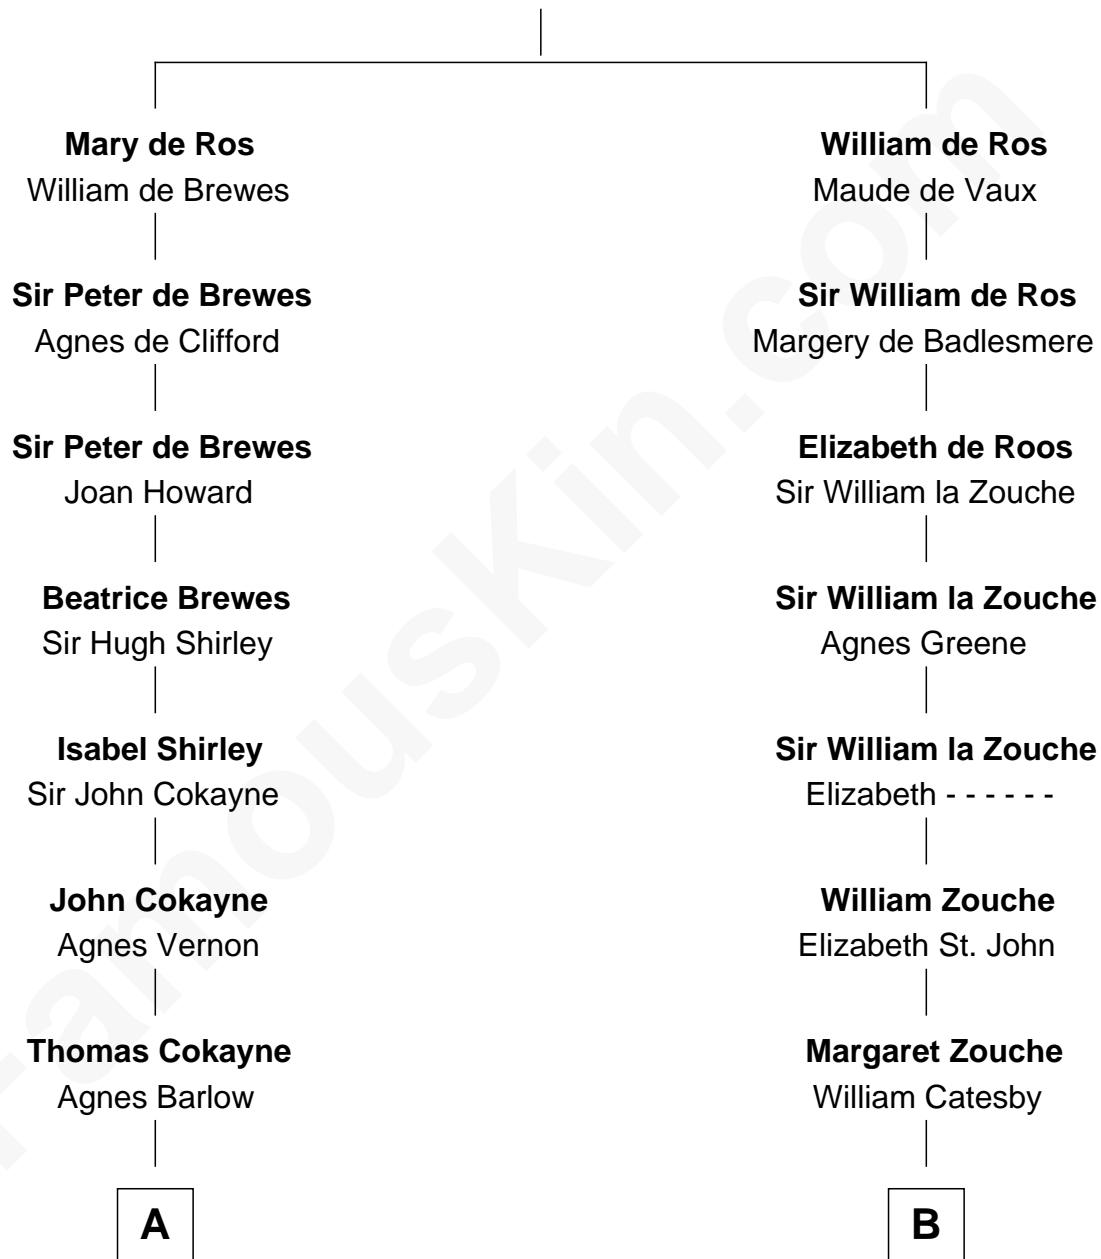 Mary de Ros
William de Brewes
Sir Peter de Brewes
Agnes de Clifford
Sir Peter de Brewes
Joan Howard
Beatrice Brewes
Sir Hugh Shirley
Isabel Shirley
Sir John Cokayne
John Cokayne
Agnes Vernon
Thomas Cokayne
Agnes Barlow
A
William de Ros
Maude de Vaux
Sir William de Ros
Margery de Badlesmere
Elizabeth de Roos
Sir William la Zouche
Sir William la Zouche
Agnes Greene
Sir William la Zouche
Elizabeth - - - - - -
William Zouche
Elizabeth St. John
Margaret Zouche
William Catesby
B
FamousKin.com